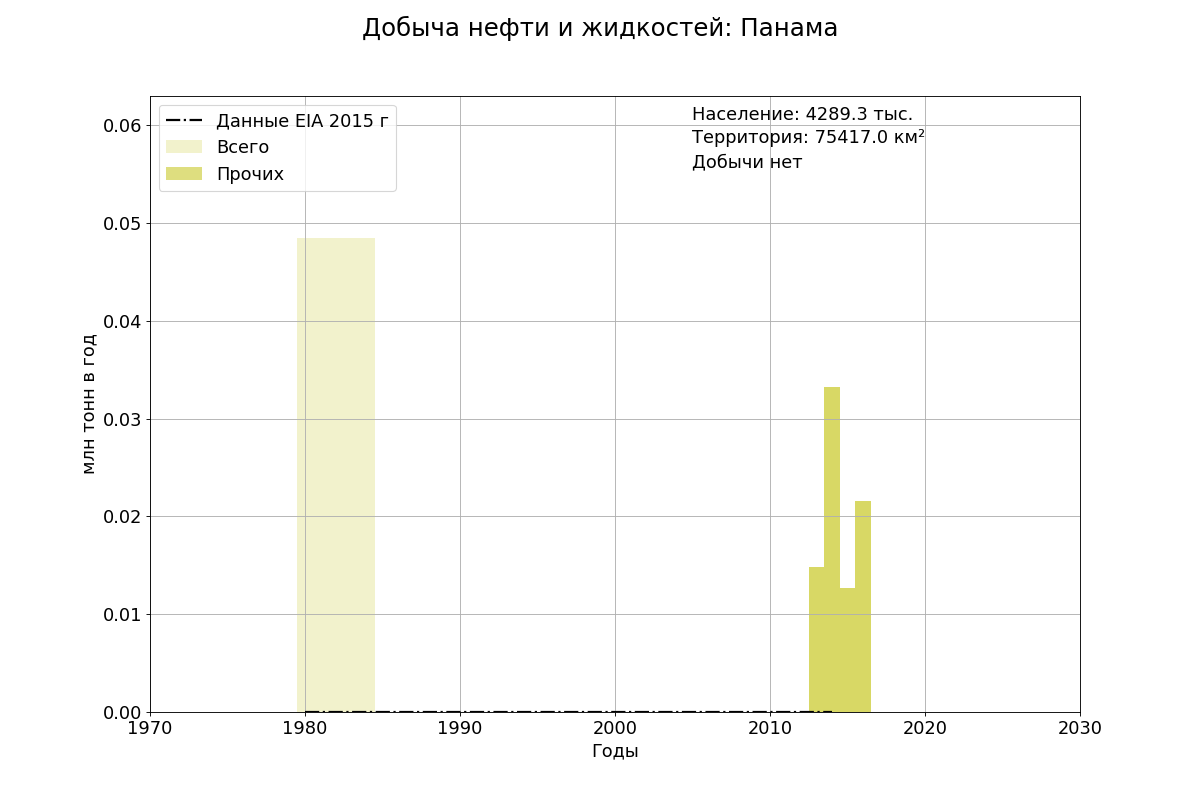 Добыча нефти и жидкостей: Панама
Данные EIA 2015 г
Всего
Прочих
Население: 4289.3 тыс.
Территория: 75417.0 км²
Добычи нет
млн тонн в год
0.06
0.05
0.04
0.03
0.02
0.01
0.00
1970 1980 1990 2000 2010 2020 2030
Годы